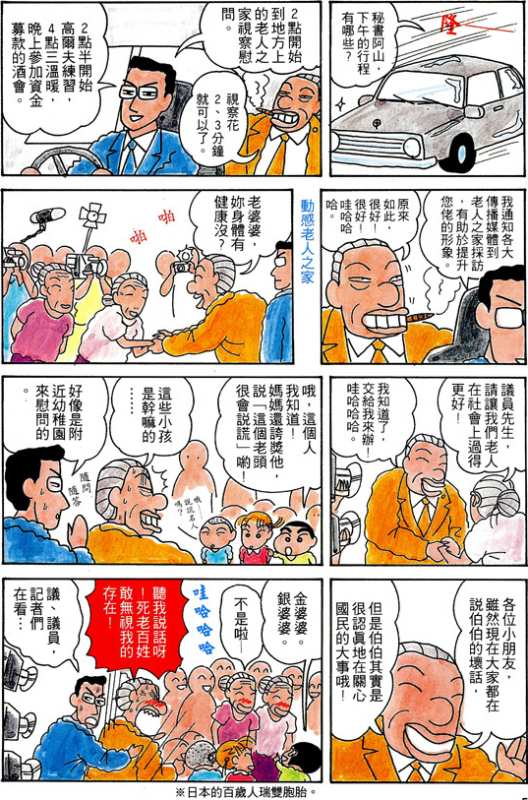 隆
秘書阿山，
下午的行程
有哪些？
2點開始
到地方上
的老人之
家視察慰
問。
視察花
2、3分鐘
就可以了。
2點半開始
高爾夫練習，
4點三溫暖，
晚上參加資金
募款的酒會。
我通知各大
傳播媒體到
老人之家採訪
，有助於提升
您佬的形象。
原來
如此，
很好！
很好！
哇哈哈
哈。
動感老人之家
老婆婆，
妳身體有
健康沒？
啪
啪
議員先生，
請讓我們老人
在社會上過得
更好！
我知道了，
交給我來辦！
哇哈哈哈。
哦，這個人
我知道！
媽媽還誇獎他，
說「這個老頭
很會說謊」喲！
哦
說說名人
嗎？
這些小孩
是幹嘛的
……
好像是附
近幼稚園
來慰問的
隨問
隨答
各位小朋友，
雖然現在大家都在
說伯伯的壞話，
但是伯伯其實是
很認真地在關心
國民的大事哦！
金婆婆。
銀婆婆。
不是啦—
哇哈哈哈
聽我說話呀
！死老百姓
敢無視我的
存在！
議、議員，
記者們
在看…
※日本的百歲人瑞雙胞胎。